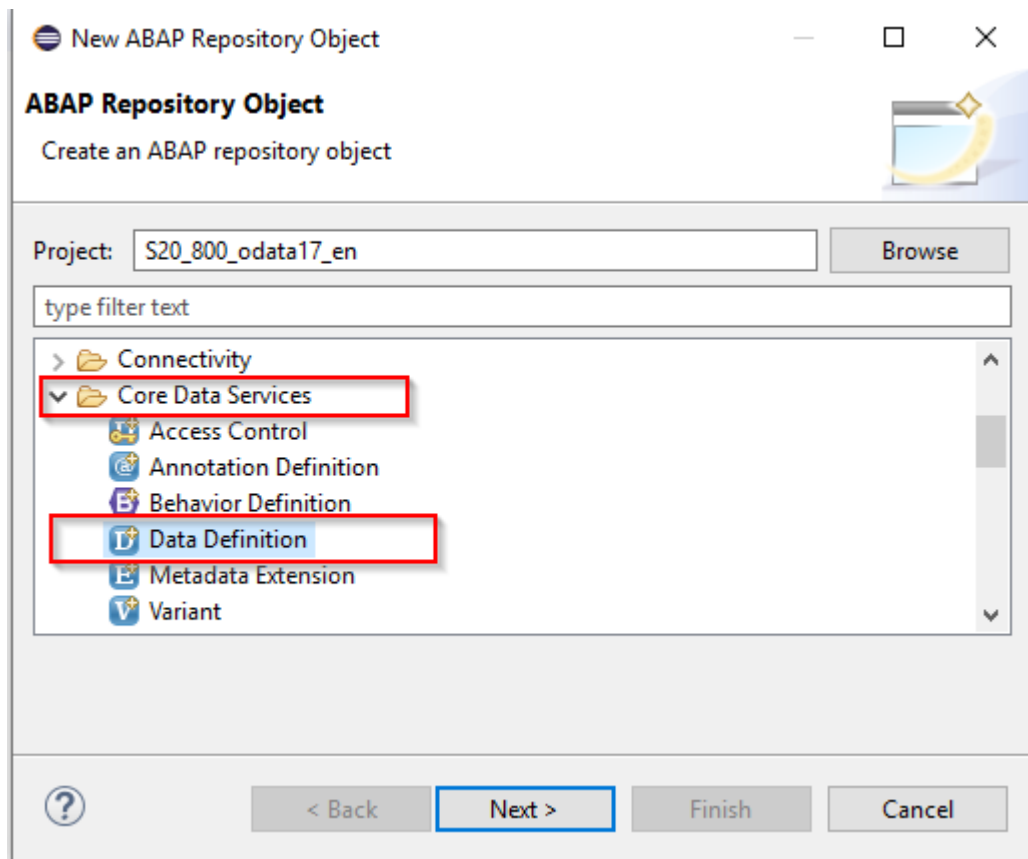 New ABAP Repository Object
ABAP Repository Object
Create an ABAP repository object
Project: S20_800_odata17_en Browse
type filter text
Connectivity
Core Data Services
Access Control
Annotation Definition
Behavior Definition
Data Definition
Metadata Extension
Variant
? < Back Next > Finish Cancel